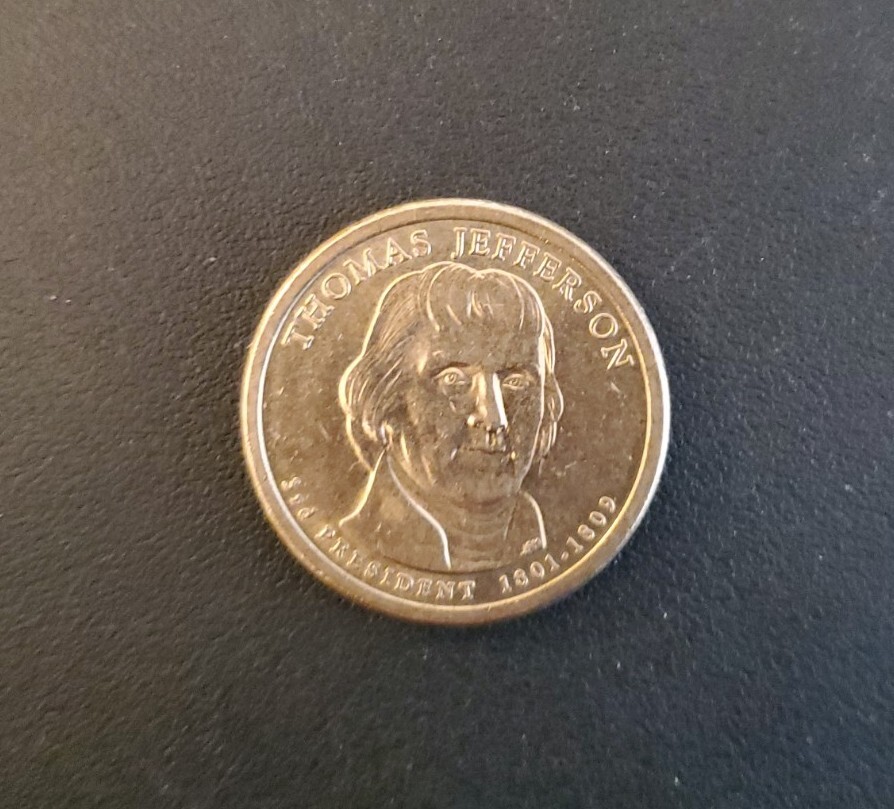 THOMAS JEFFERSON
3rd PRESIDENT 1801-1809